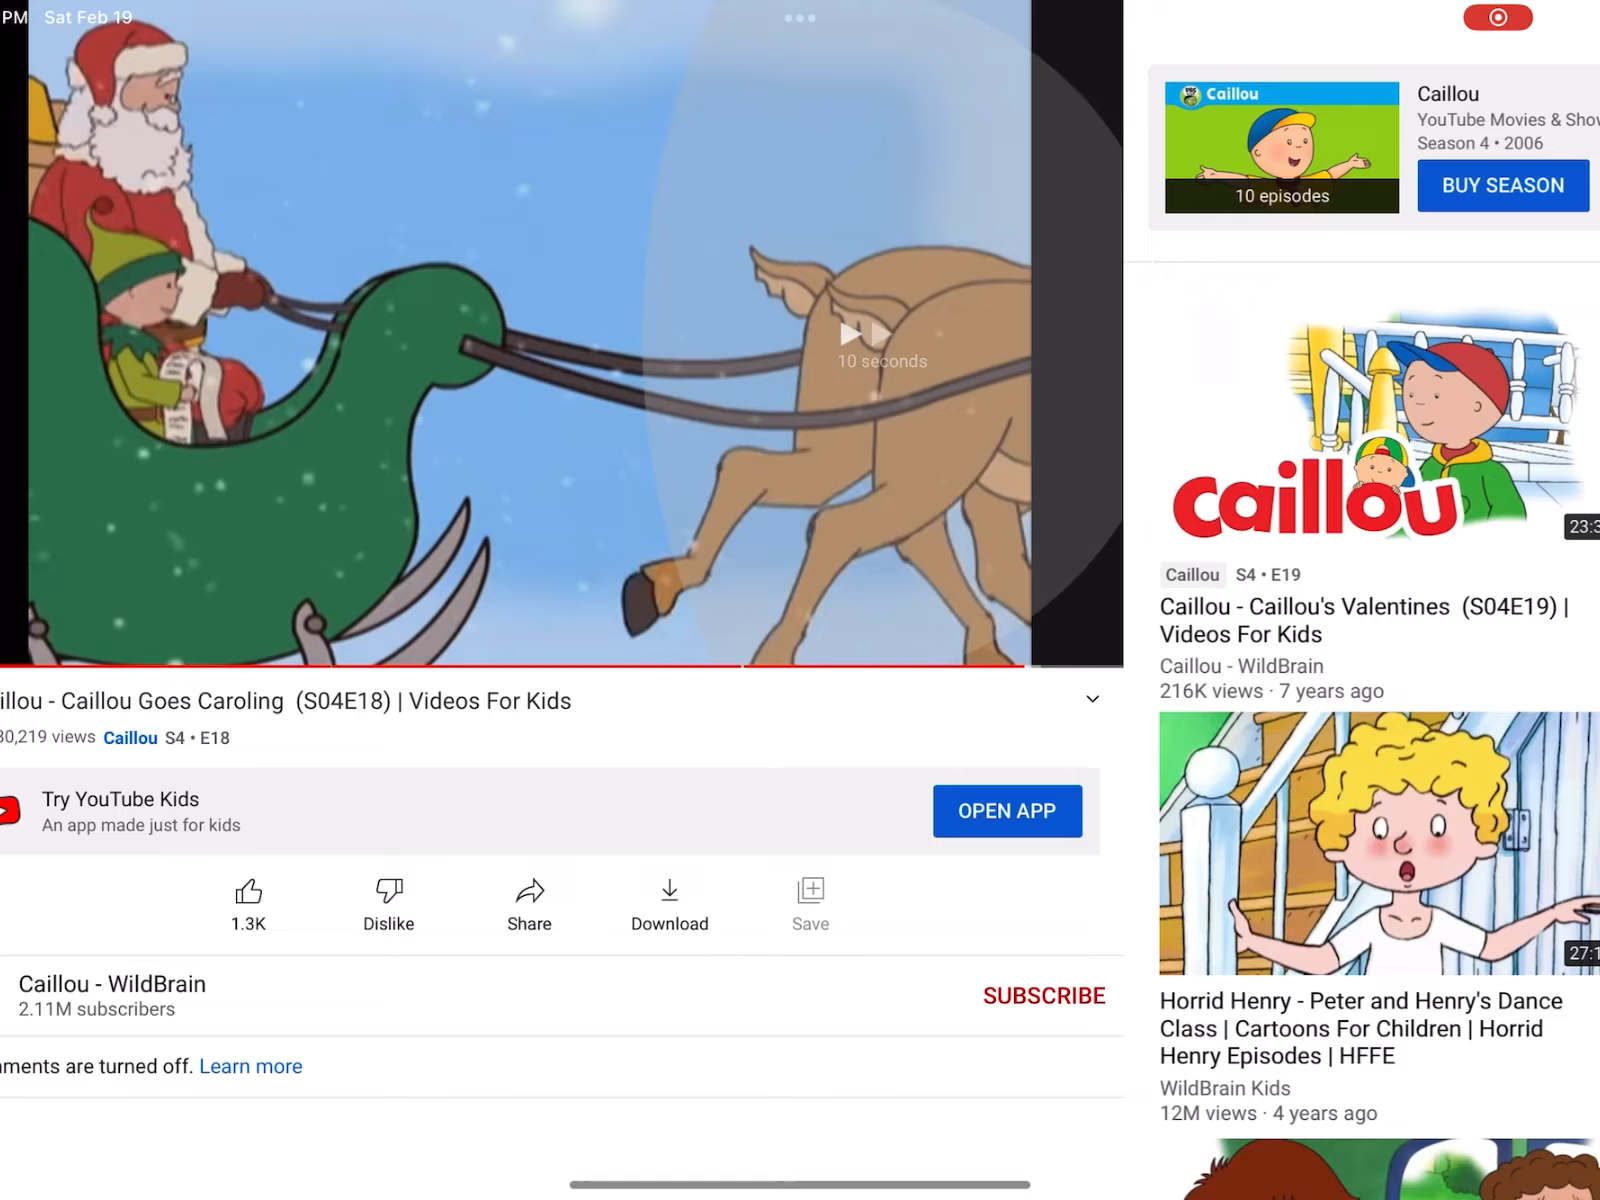 PM Sat Feb 19
10 seconds
illou - Caillou Goes Caroling (S04E18) | Videos For Kids
30,219 views Caillou S4 • E18
Try YouTube Kids
An app made just for kids
OPEN APP
1.3K
Dislike
Share
Download
Save
Caillou - WildBrain
2.11M subscribers
SUBSCRIBE
ments are turned off. Learn more
Caillou
10 episodes
Caillou
YouTube Movies & Sho
Season 4 • 2006
BUY SEASON
caillou
23:3
Caillou S4 • E19
Caillou - Caillou's Valentines (S04E19) |
Videos For Kids
Caillou - WildBrain
216K views · 7 years ago
27:1
Horrid Henry - Peter and Henry's Dance
Class | Cartoons For Children | Horrid
Henry Episodes | HFFE
WildBrain Kids
12M views · 4 years ago